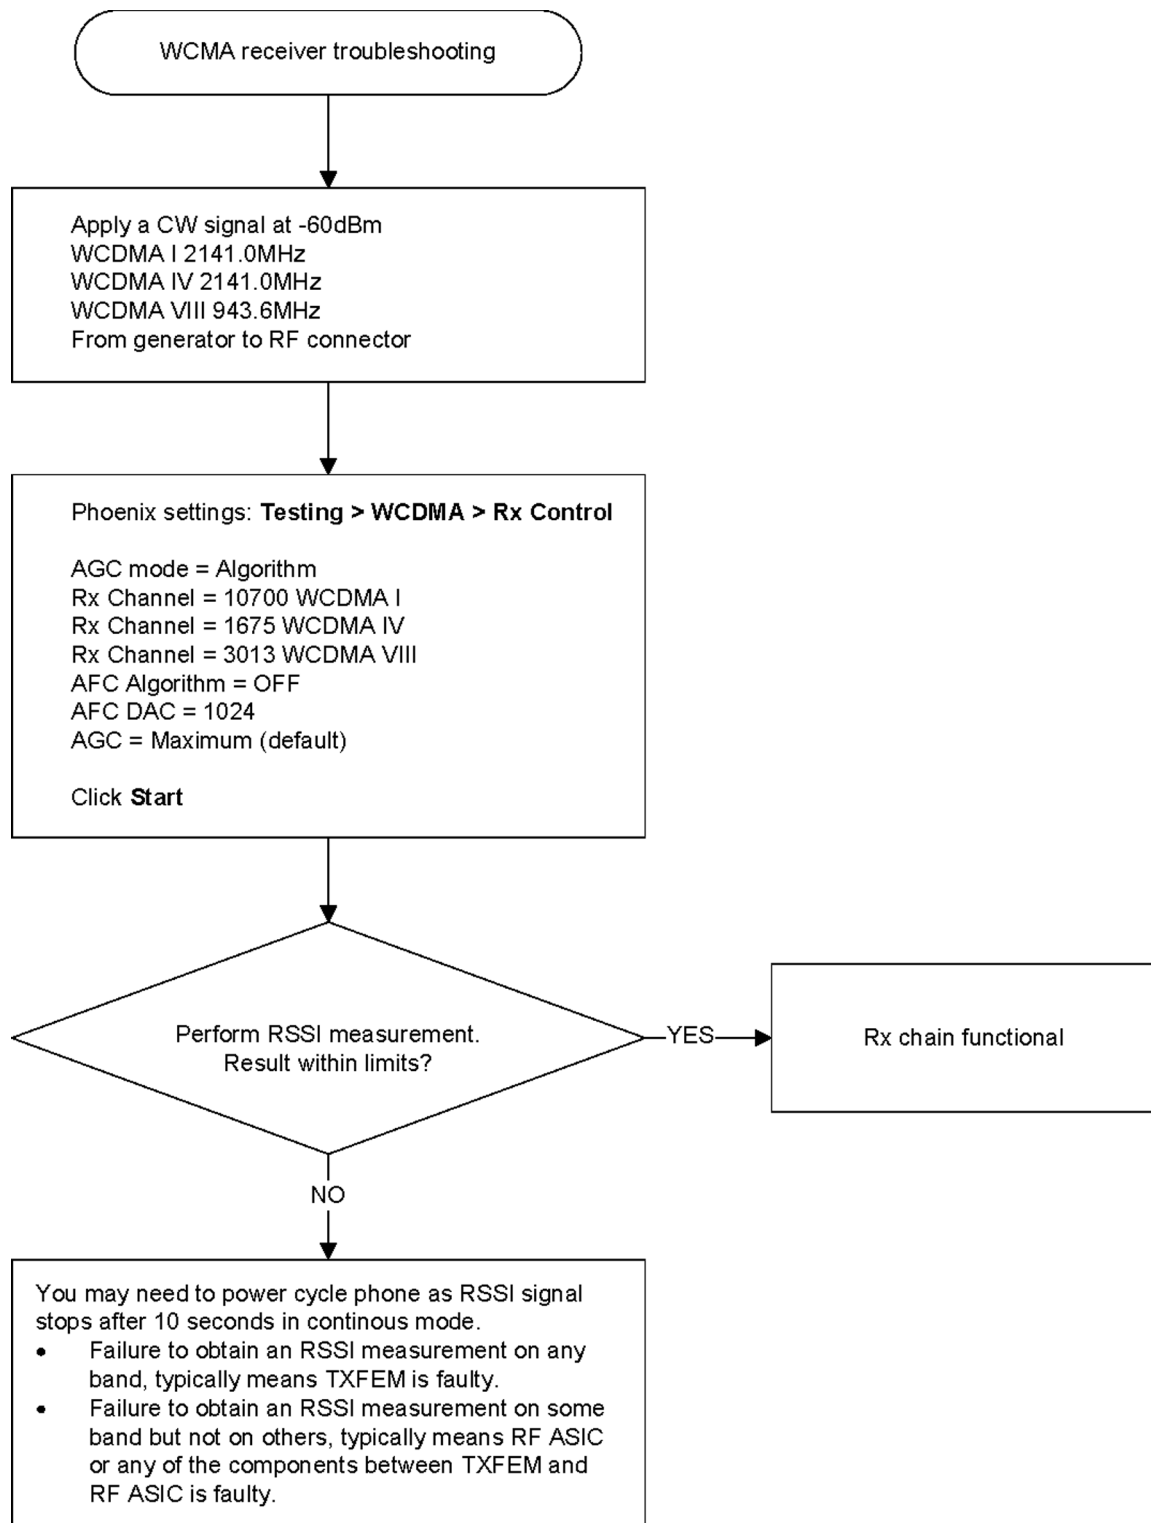 WCMA receiver troubleshooting
Apply a CW signal at -60dBm
WCDMA I 2141.0MHz
WCDMA IV 2141.0MHz
WCDMA VIII 943.6MHz
From generator to RF connector
Phoenix settings: Testing > WCDMA > Rx Control
AGC mode = Algorithm
Rx Channel = 10700 WCDMA I
Rx Channel = 1675 WCDMA IV
Rx Channel = 3013 WCDMA VIII
AFC Algorithm = OFF
AFC DAC = 1024
AGC = Maximum (default)
Click Start
Perform RSSI measurement.
Result within limits?
YES
Rx chain functional
NO
You may need to power cycle phone as RSSI signal
stops after 10 seconds in continous mode.
• Failure to obtain an RSSI measurement on any
band, typically means TXFEM is faulty.
• Failure to obtain an RSSI measurement on some
band but not on others, typically means RF ASIC
or any of the components between TXFEM and
RF ASIC is faulty.